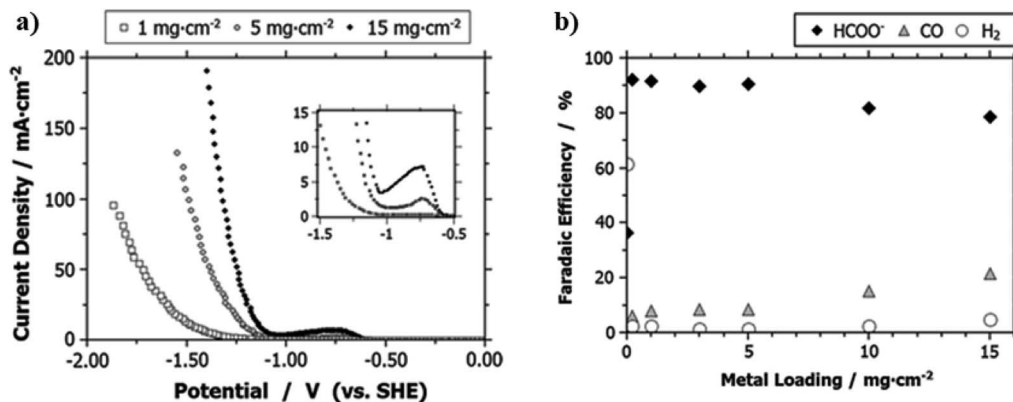 a)
1 mg·cm-2 5 mg·cm-2 15 mg·cm-2
Current Density / mA·cm-2
200
150
100
50
0
-2.00 -1.50 -1.00 -0.50 0.00
Potential / V (vs. SHE)
15
10
5
0
-1.5 -1 -0.5
b)
HCOO- CO H2
Faradaic Efficiency / %
100
80
60
40
20
0
0 5 10 15
Metal Loading / mg·cm-2